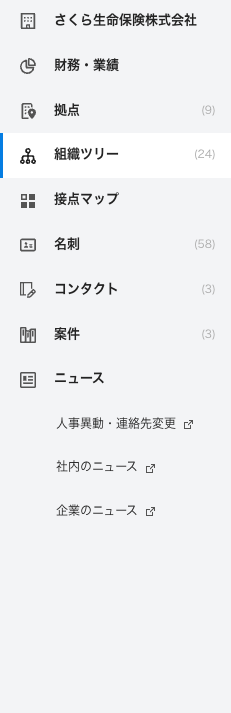 さくら生命保険株式会社
財務・業績
拠点 (9)
組織ツリー (24)
接点マップ
名刺 (58)
コンタクト (3)
案件 (3)
ニュース
人事異動・連絡先変更
社内のニュース
企業のニュース